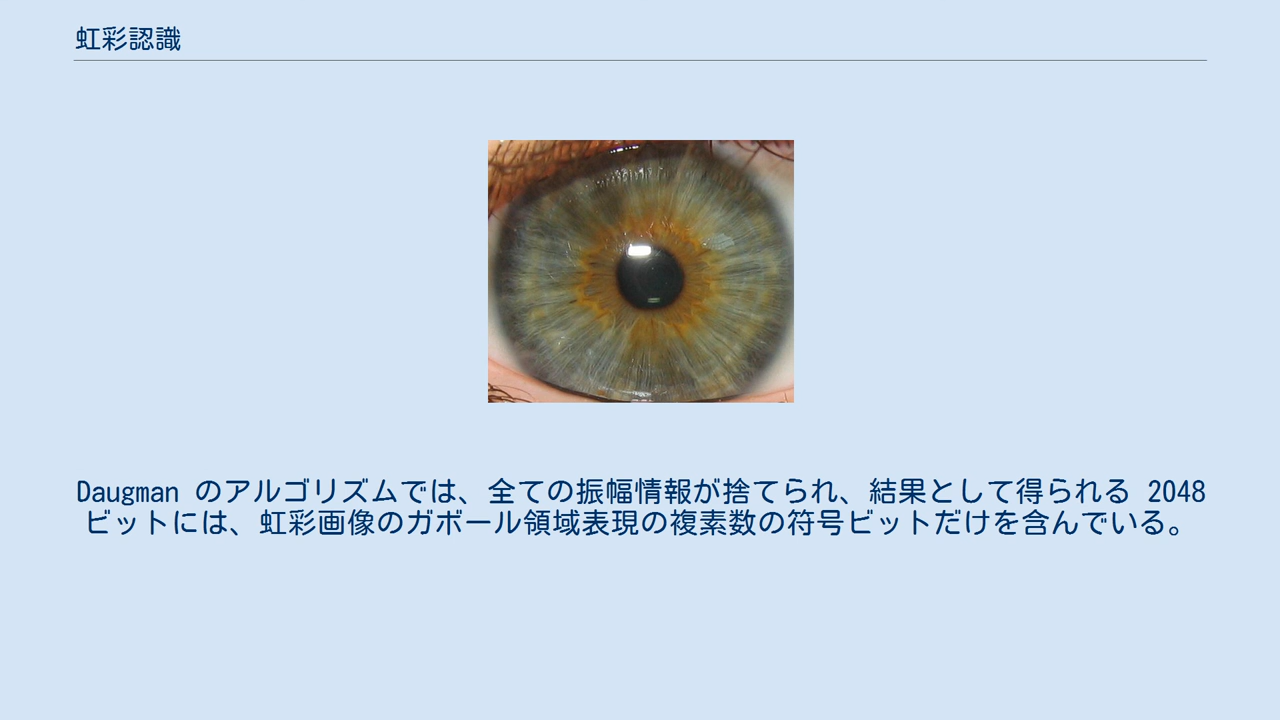 虹彩認識
Daugman のアルゴリズムでは、全ての振幅情報が捨てられ、結果として得られる 2048
ビットには、虹彩画像のガボール領域表現の複素数の符号ビットだけを含んでいる。